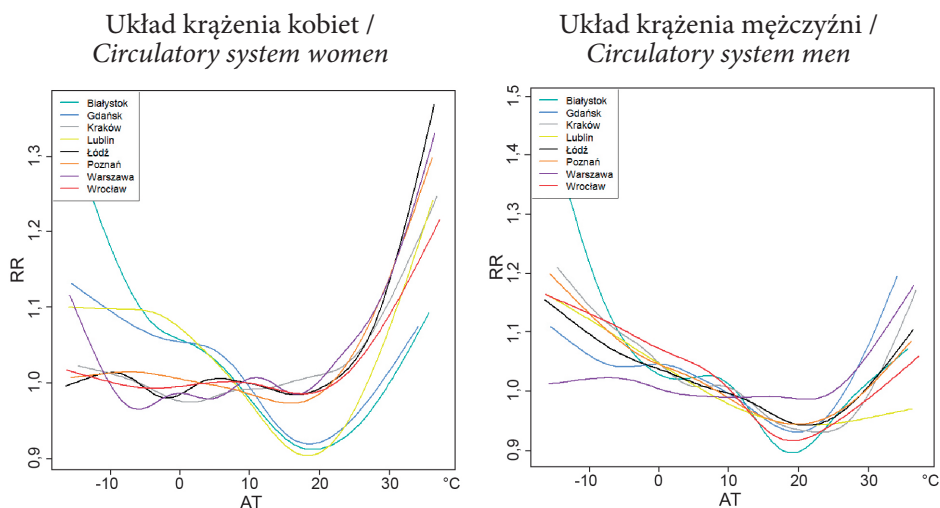 Układ krążenia kobiet /
Circulatory system women
Układ krążenia mężczyźni /
Circulatory system men
Białystok
Gdańsk
Kraków
Lublin
Łódź
Poznań
Warszawa
Wrocław
RR
1,3
1,2
1,1
1,0
0,9
-10 0 10 20 30 °C
AT
Białystok
Gdańsk
Kraków
Lublin
Łódź
Poznań
Warszawa
Wrocław
RR
1,5
1,4
1,3
1,2
1,1
1,0
0,9
-10 0 10 20 30 °C
AT